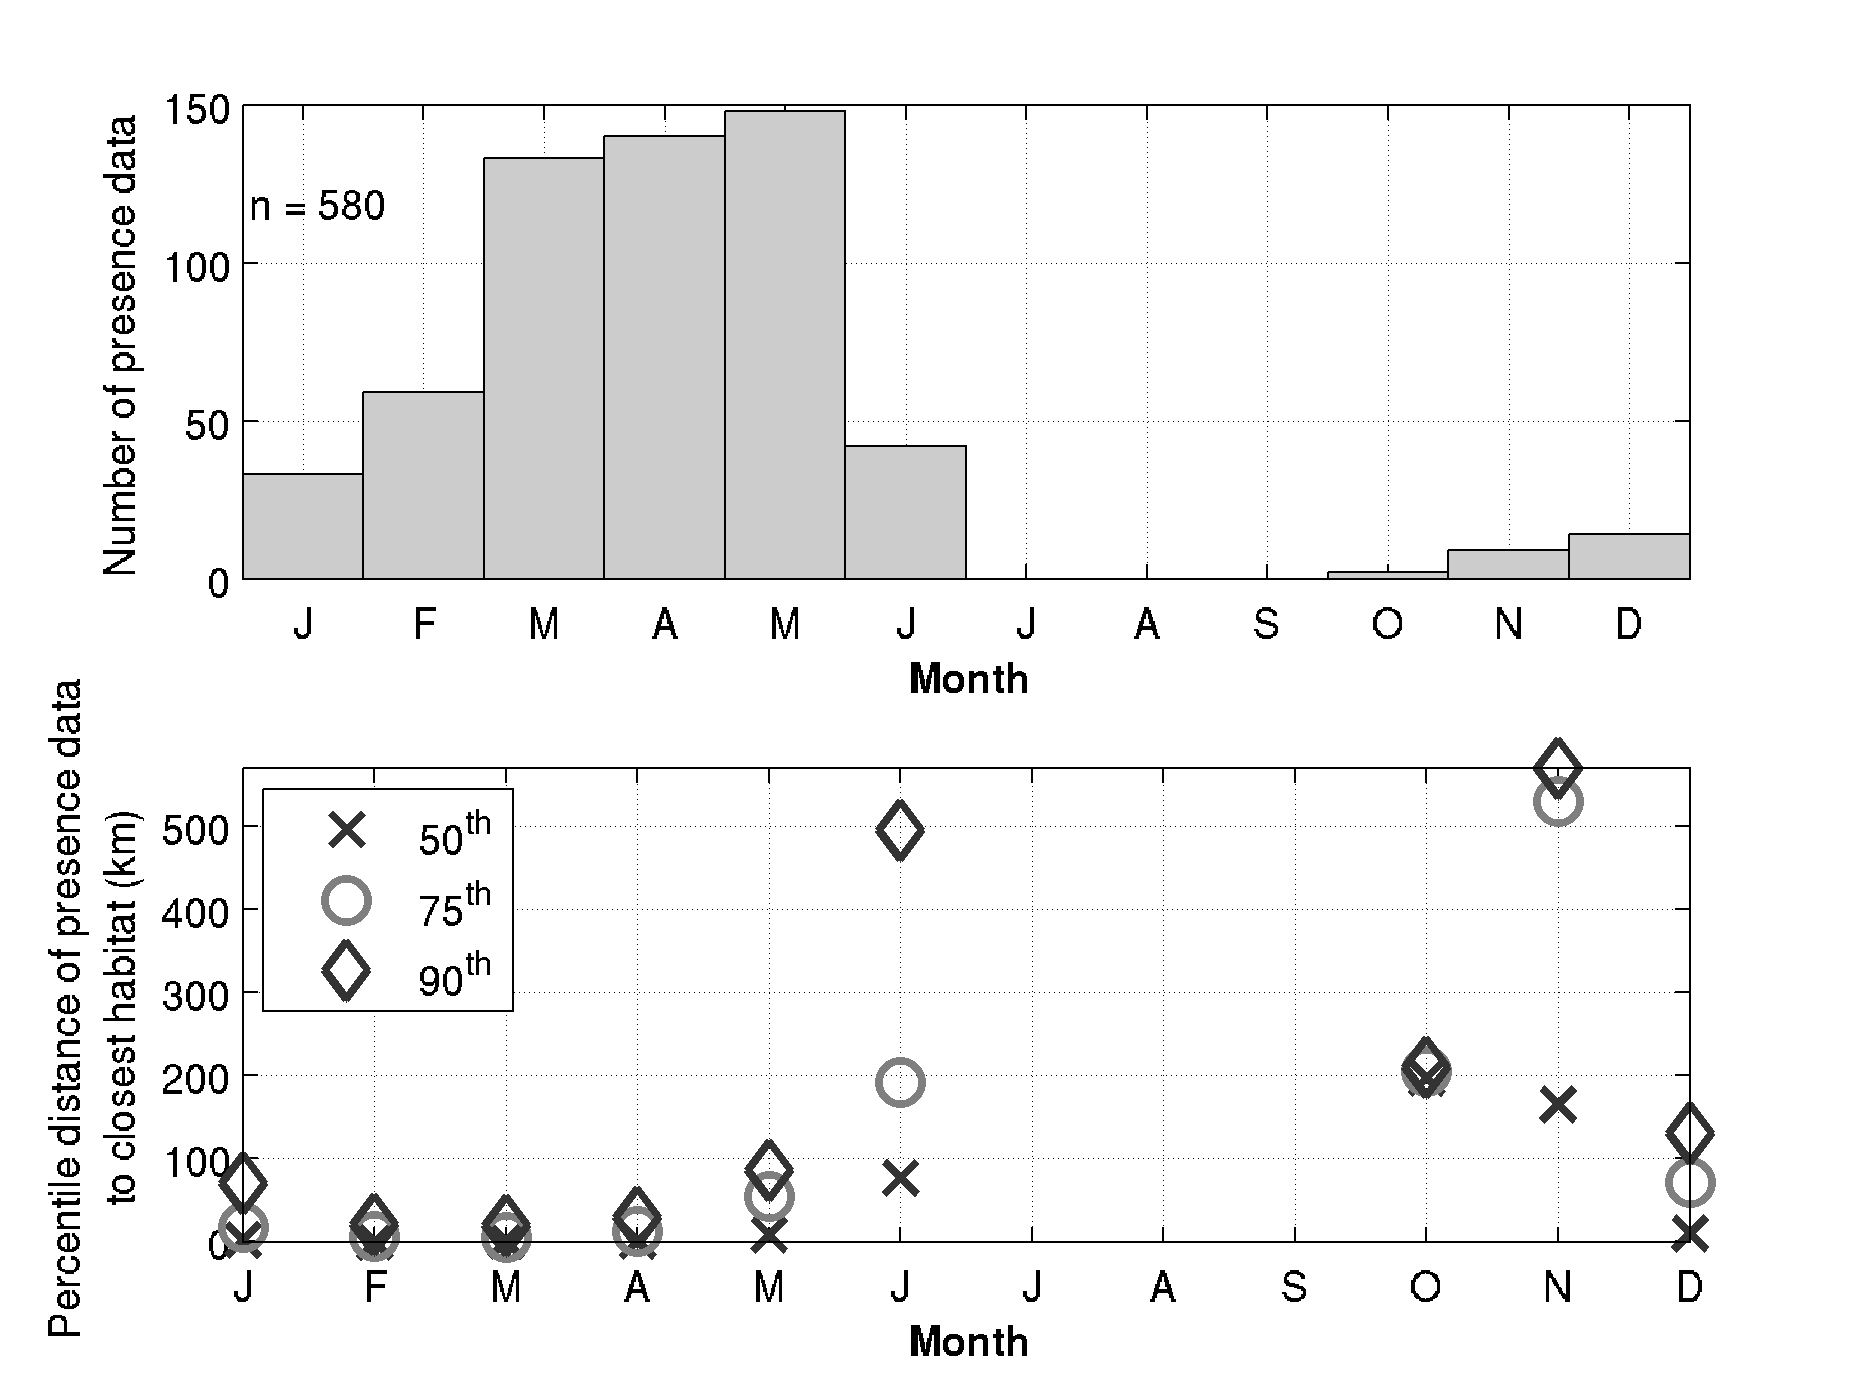 Number of presence data
150
100
50
0
n = 580
J F M A M J J A S O N D
Month
Percentile distance of presence data
to closest habitat (km)
500
400
300
200
100
0
50th
75th
90th
J F M A M J J A S O N D
Month